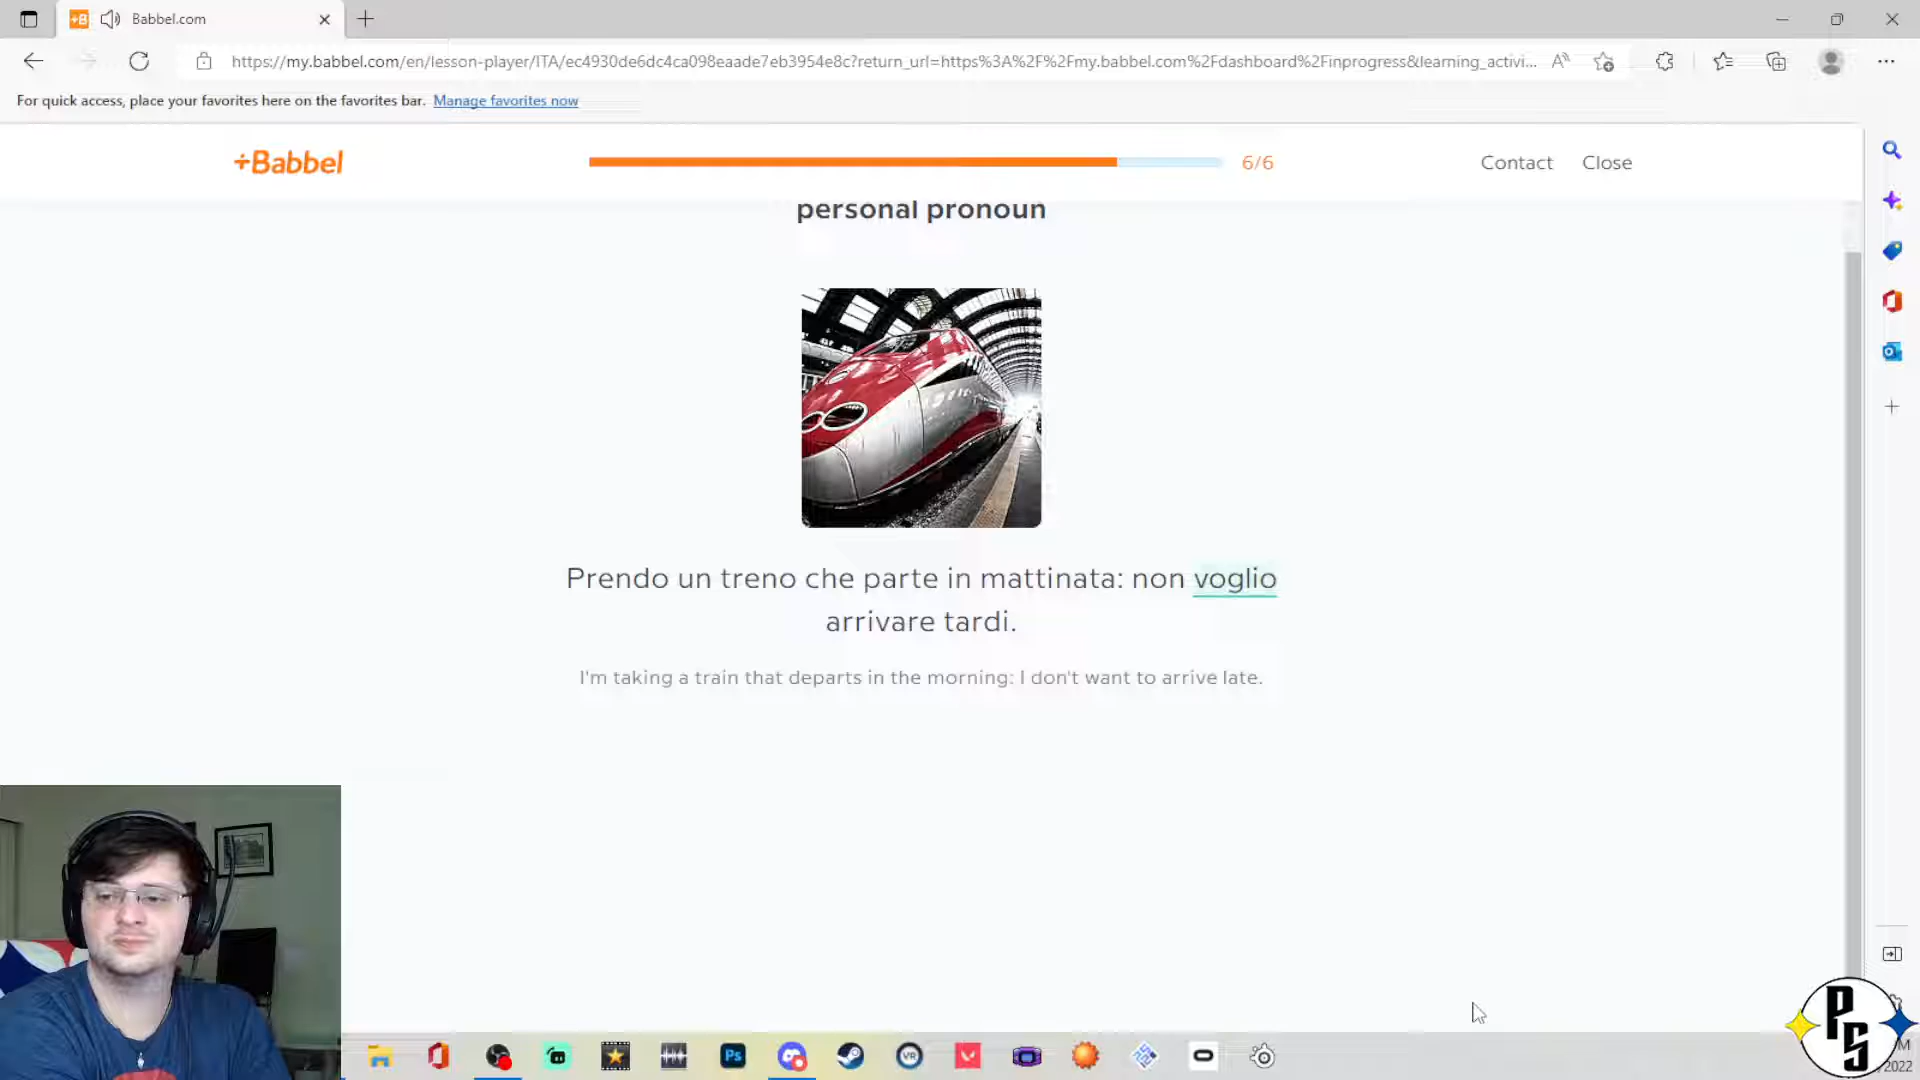 Babbel.com
https://my.babbel.com/en/lesson-player/ITA/ec4930de6dc4ca098eaade7eb3954e8c?return_url=https%3A%2F%2Fmy.babbel.com%2Fdashboard%2Finprogress&learning_activi...
For quick access, place your favorites here on the favorites bar. Manage favorites now
+Babbel
6/6
Contact Close
personal pronoun
Prendo un treno che parte in mattinata: non voglio
arrivare tardi.
I'm taking a train that departs in the morning: I don't want to arrive late.
Ps
VR
PS
M
2022